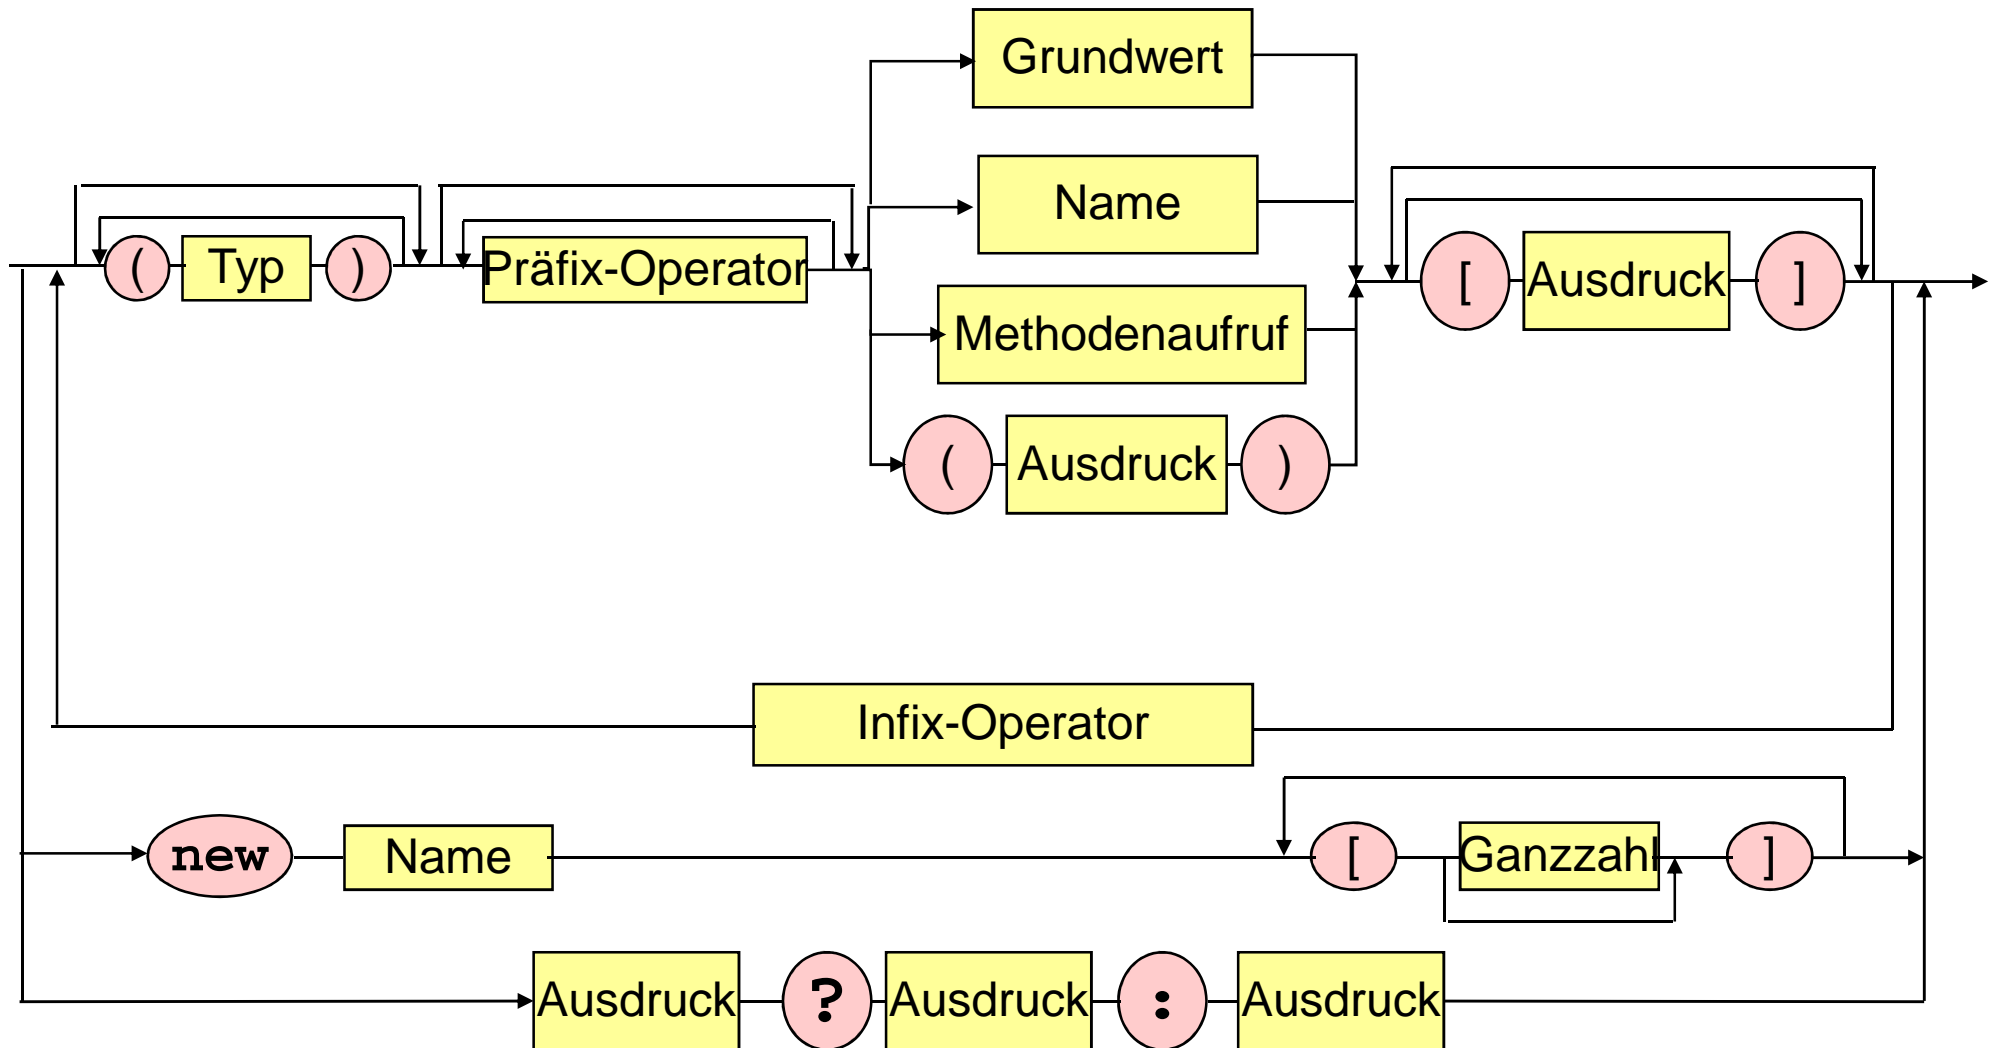 Grundwert
Name
( Typ ) Präfix-Operator [ Ausdruck ]
Methodenaufruf
( Ausdruck )
Infix-Operator
new Name [ Ganzzahl ]
Ausdruck ? Ausdruck : Ausdruck